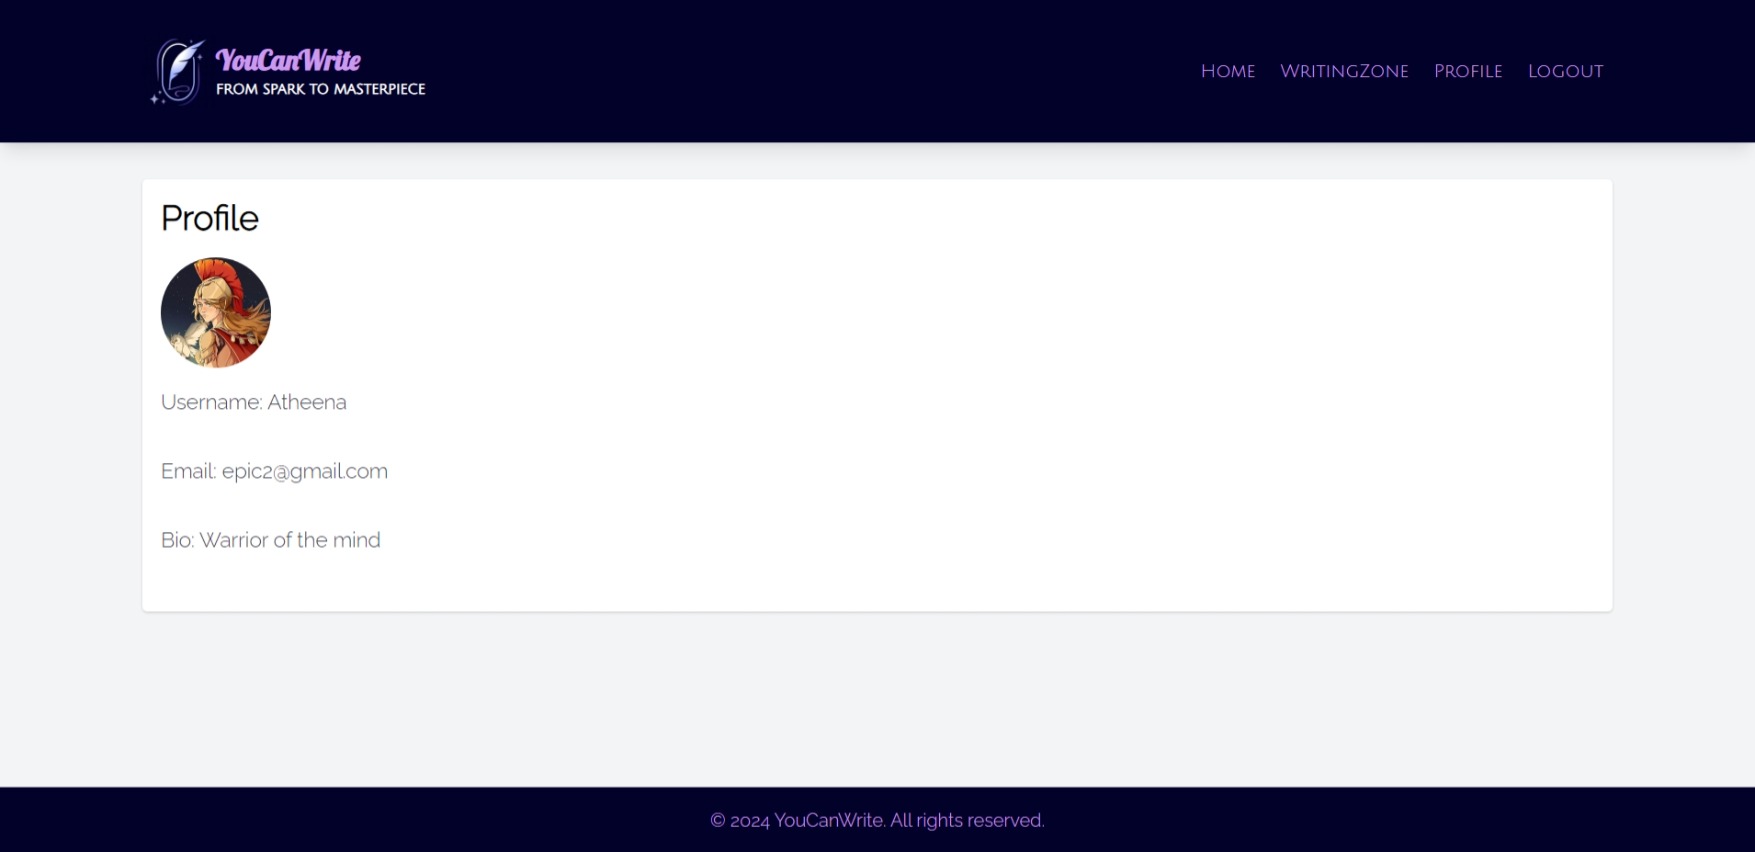 YouCanWrite
FROM SPARK TO MASTERPIECE
Home WritingZone Profile Logout
Profile
Username: Atheena
Email: epic2@gmail.com
Bio: Warrior of the mind
© 2024 YouCanWrite. All rights reserved.